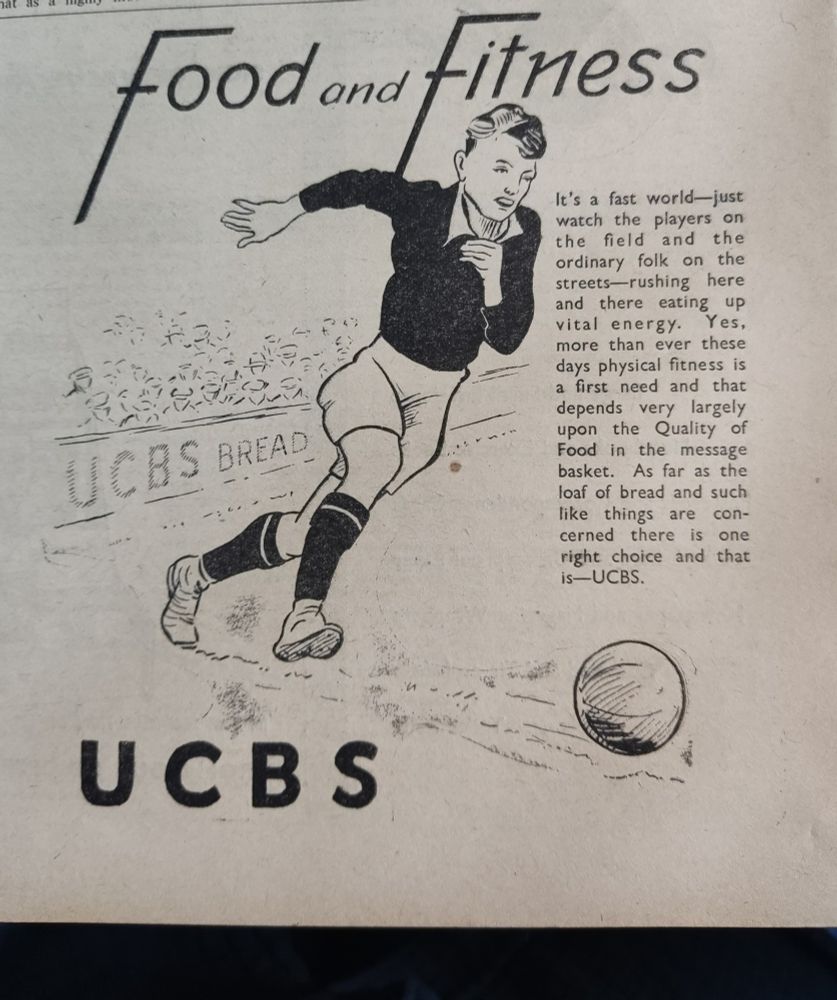 Food and Fitness
It's a fast world—just
watch the players on
the field and the
ordinary folk on the
streets—rushing here
and there eating up
vital energy. Yes,
more than ever these
days physical fitness is
a first need and that
depends very largely
upon the Quality of
Food in the message
basket. As far as the
loaf of bread and such
like things are con-
cerned there is one
right choice and that
is—UCBS.
UCBS BREAD
UCBS